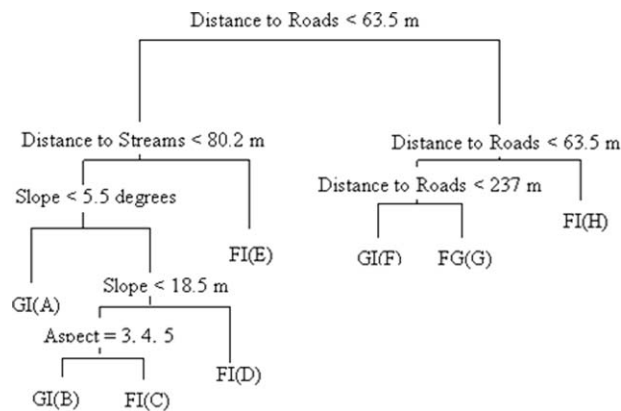 Distance to Roads < 63.5 m
Distance to Streams < 80.2 m
Distance to Roads < 63.5 m
Slope < 5.5 degrees
Distance to Roads < 237 m
FI(E)
GI(F)
FG(G)
FI(H)
GI(A)
Slope < 18.5 m
Aspect = 3, 4, 5
FI(D)
GI(B)
FI(C)